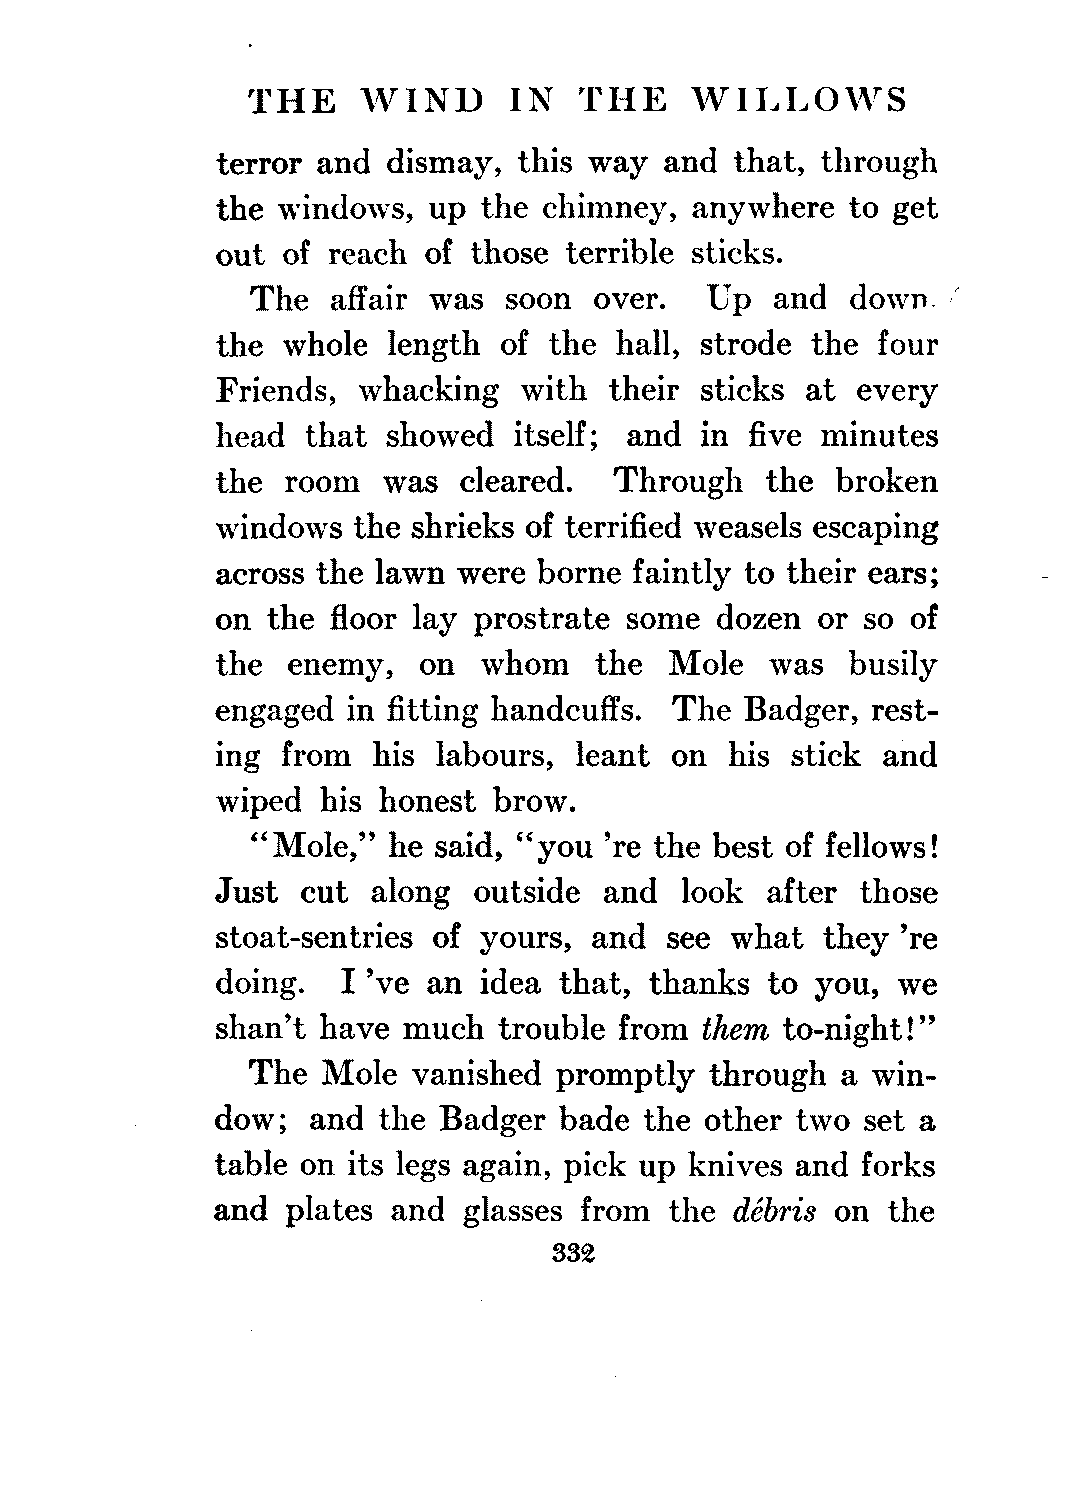 THE WIND IN THE WILLOWS
terror and dismay, this way and that, through
the windows, up the chimney, anywhere to get
out of reach of those terrible sticks.
The affair was soon over. Up and down
the whole length of the hall, strode the four
Friends, whacking with their sticks at every
head that showed itself; and in five minutes
the room was cleared. Through the broken
windows the shrieks of terrified weasels escaping
across the lawn were borne faintly to their ears;
on the floor lay prostrate some dozen or so of
the enemy, on whom the Mole was busily
engaged in fitting handcuffs. The Badger, rest-
ing from his labours, leant on his stick and
wiped his honest brow.
“Mole,” he said, “you ’re the best of fellows!
Just cut along outside and look after those
stoat-sentries of yours, and see what they ’re
doing. I ’ve an idea that, thanks to you, we
shan’t have much trouble from them to-night!”
The Mole vanished promptly through a win-
dow; and the Badger bade the other two set a
table on its legs again, pick up knives and forks
and plates and glasses from the débris on the
332